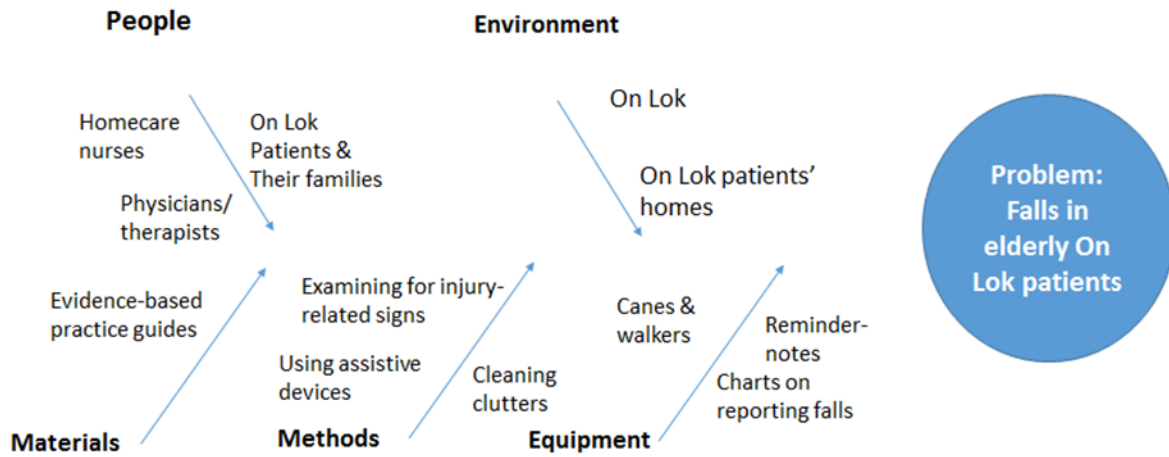 People
Environment
Homecare
nurses
On Lok
Patients &
Their families
Physicians/
therapists
On Lok
On Lok patients’
homes
Problem:
Falls in
elderly On
Lok patients
Evidence-based
practice guides
Examining for injury-
related signs
Using assistive
devices
Cleaning
clutters
Canes &
walkers
Reminder-
notes
Charts on
reporting falls
Materials
Methods
Equipment